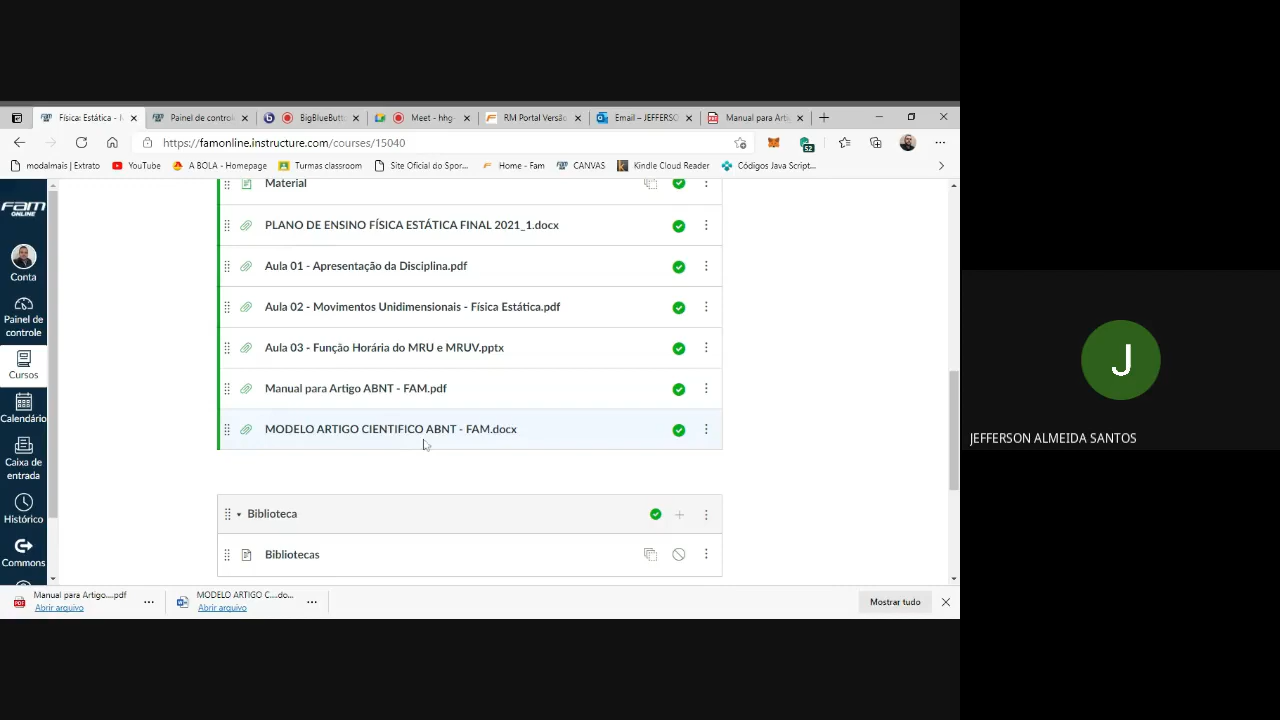 Física: Estática - I
Painel de control
BigBlueButt
Meet - hhg-
RM Portal Versão
Email – JEFFERSO
Manual para Arti
https://famonline.instructure.com/courses/15040
52
modalmais | Extrato
YouTube
A BOLA - Homepage
Turmas classroom
Site Oficial do Spor...
Home - Fam
CANVAS
Kindle Cloud Reader
Códigos Java Script...
FAM
ONLINE
Conta
Painel de
controle
Cursos
Calendário
Caixa de
entrada
Histórico
Commons
Material
PLANO DE ENSINO FÍSICA ESTÁTICA FINAL 2021_1.docx
Aula 01 - Apresentação da Disciplina.pdf
Aula 02 - Movimentos Unidimensionais - Física Estática.pdf
Aula 03 - Função Horária do MRU e MRUV.pptx
Manual para Artigo ABNT - FAM.pdf
MODELO ARTIGO CIENTIFICO ABNT - FAM.docx
Biblioteca
Bibliotecas
Manual para Artigo....pdf
Abrir arquivo
MODELO ARTIGO C....do...
Abrir arquivo
Mostrar tudo
J
JEFFERSON ALMEIDA SANTOS